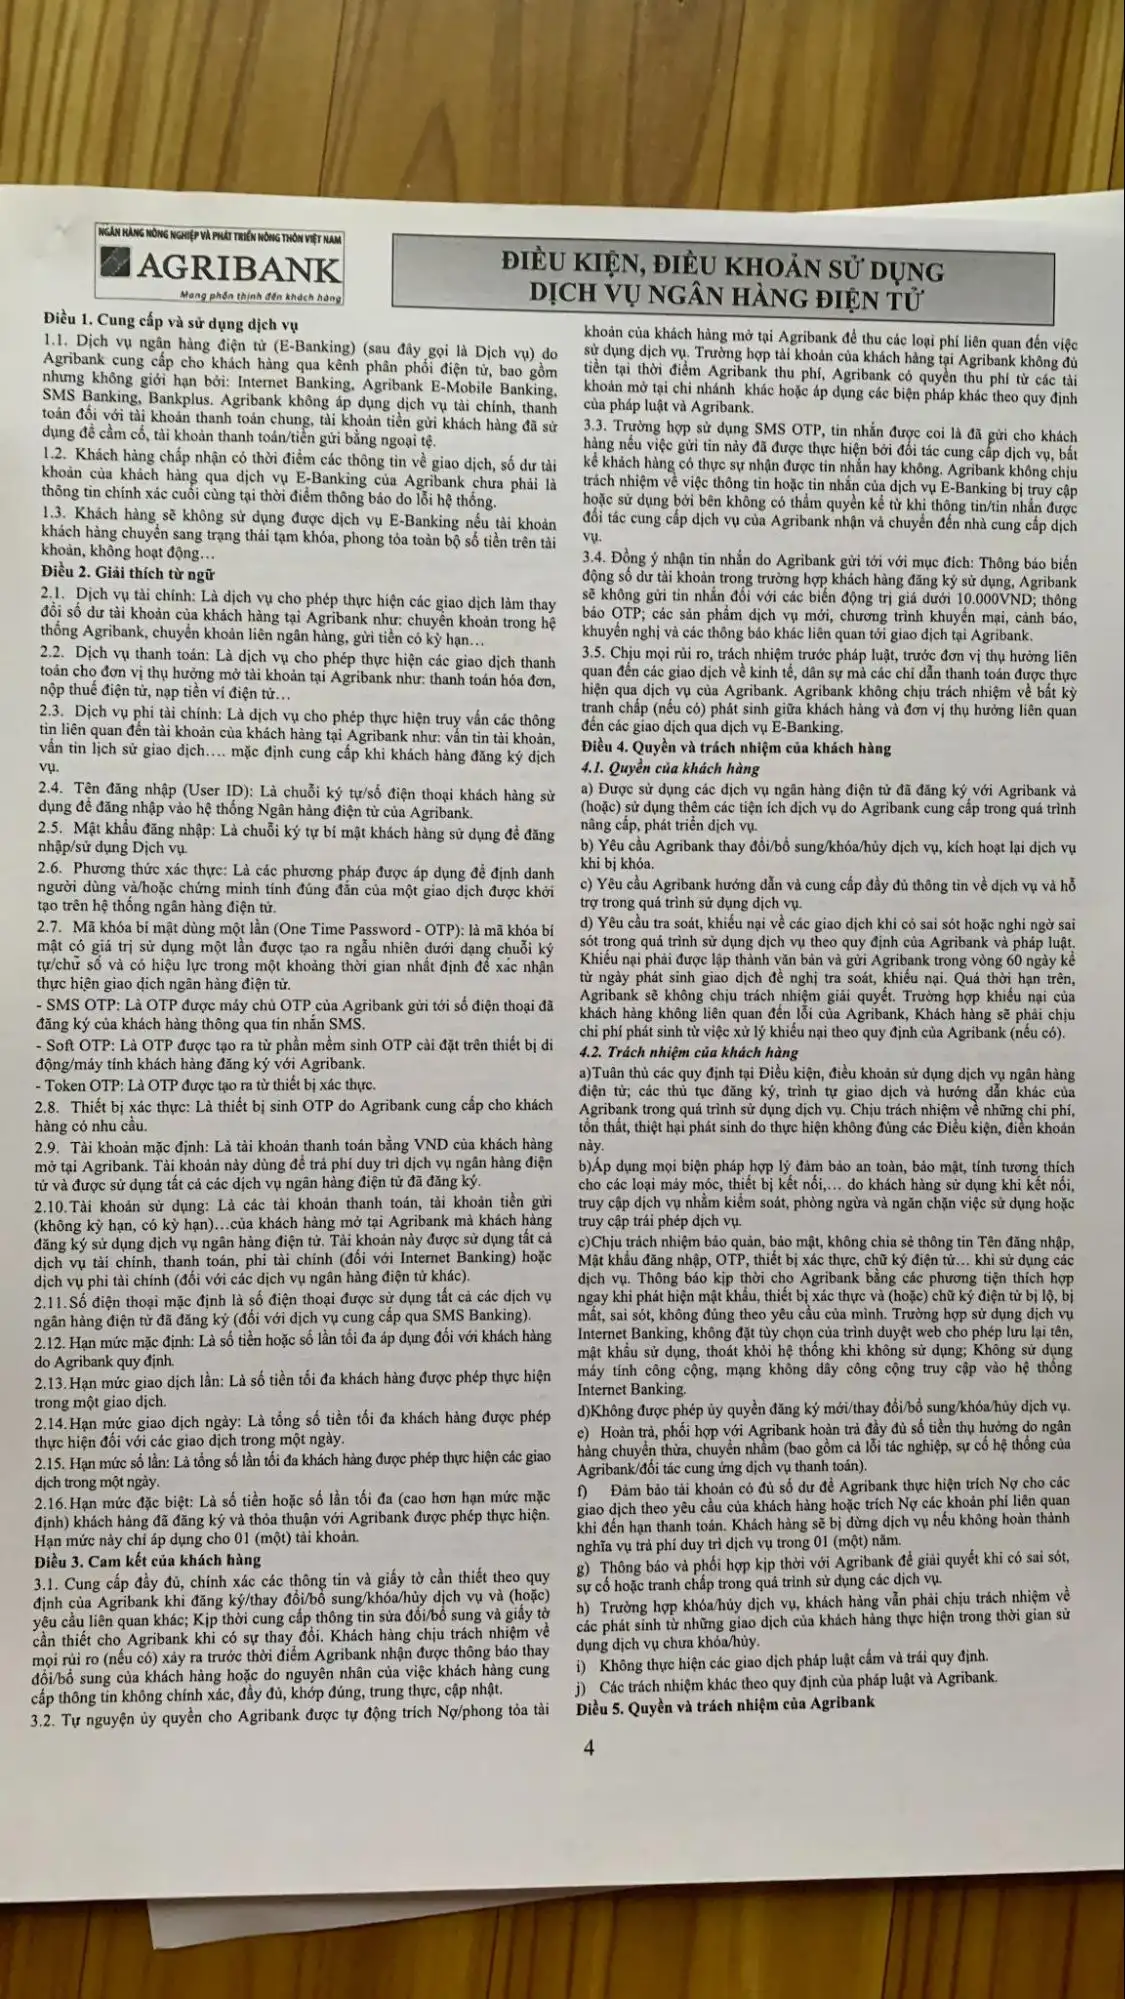 NGÂN HÀNG NÔNG NGHIỆP VÀ PHÁT TRIỂN NÔNG THÔN VIỆT NAM
AGRIBANK
Mang phồn thịnh đến khách hàng
ĐIỀU KIỆN, ĐIỀU KHOẢN SỬ DỤNG
DỊCH VỤ NGÂN HÀNG ĐIỆN TỬ
Điều 1. Cung cấp và sử dụng dịch vụ
1.1. Dịch vụ ngân hàng điện tử (E-Banking) (sau đây gọi là Dịch vụ) do
Agribank cung cấp cho khách hàng qua kênh phân phối điện tử, bao gồm
nhưng không giới hạn bởi: Internet Banking, Agribank E-Mobile Banking,
SMS Banking, Bankplus. Agribank không áp dụng dịch vụ tài chính, thanh
toán đối với tài khoản thanh toán chung, tài khoản tiền gửi khách hàng đã sử
dụng để cầm cố, tài khoản thanh toán/tiền gửi bằng ngoại tệ.
1.2. Khách hàng chấp nhận có thời điểm các thông tin về giao dịch, số dư tài
khoản của khách hàng qua dịch vụ E-Banking của Agribank chưa phải là
thông tin chính xác cuối cùng tại thời điểm thông báo do lỗi hệ thống.
1.3. Khách hàng sẽ không sử dụng được dịch vụ E-Banking nếu tài khoản
khách hàng chuyển sang trạng thái tạm khóa, phong tỏa toàn bộ số tiền trên tài
khoản, không hoạt động…
Điều 2. Giải thích từ ngữ
2.1. Dịch vụ tài chính: Là dịch vụ cho phép thực hiện các giao dịch làm thay
đổi số dư tài khoản của khách hàng tại Agribank như: chuyển khoản trong hệ
thống Agribank, chuyển khoản liên ngân hàng, gửi tiền có kỳ hạn…
2.2. Dịch vụ thanh toán: Là dịch vụ cho phép thực hiện các giao dịch thanh
toán cho đơn vị thụ hưởng mở tài khoản tại Agribank như: thanh toán hóa đơn,
nộp thuế điện tử, nạp tiền ví điện tử…
2.3. Dịch vụ phi tài chính: Là dịch vụ cho phép thực hiện truy vấn các thông
tin liên quan đến tài khoản của khách hàng tại Agribank như: vấn tin tài khoản,
vấn tin lịch sử giao dịch…. mặc định cung cấp khi khách hàng đăng ký dịch
vụ.
2.4. Tên đăng nhập (User ID): Là chuỗi ký tự/số điện thoại khách hàng sử
dụng để đăng nhập vào hệ thống Ngân hàng điện tử của Agribank.
2.5. Mật khẩu đăng nhập: Là chuỗi ký tự bí mật khách hàng sử dụng để đăng
nhập/sử dụng Dịch vụ.
2.6. Phương thức xác thực: Là các phương pháp được áp dụng để định danh
người dùng và/hoặc chứng minh tính đúng đắn của một giao dịch được khởi
tạo trên hệ thống ngân hàng điện tử.
2.7. Mã khóa bí mật dùng một lần (One Time Password - OTP): là mã khóa bí
mật có giá trị sử dụng một lần được tạo ra ngẫu nhiên dưới dạng chuỗi ký
tự/chữ số và có hiệu lực trong một khoảng thời gian nhất định để xác nhận
thực hiện giao dịch ngân hàng điện tử.
- SMS OTP: Là OTP được máy chủ OTP của Agribank gửi tới số điện thoại đã
đăng ký của khách hàng thông qua tin nhắn SMS.
- Soft OTP: Là OTP được tạo ra từ phần mềm sinh OTP cài đặt trên thiết bị di
động/máy tính khách hàng đăng ký với Agribank.
- Token OTP: Là OTP được tạo ra từ thiết bị xác thực.
2.8. Thiết bị xác thực: Là thiết bị sinh OTP do Agribank cung cấp cho khách
hàng có nhu cầu.
2.9. Tài khoản mặc định: Là tài khoản thanh toán bằng VND của khách hàng
mở tại Agribank. Tài khoản này dùng để trả phí duy trì dịch vụ ngân hàng điện
tử và được sử dụng tất cả các dịch vụ ngân hàng điện tử đã đăng ký.
2.10. Tài khoản sử dụng: Là các tài khoản thanh toán, tài khoản tiền gửi
(không kỳ hạn, có kỳ hạn)…của khách hàng mở tại Agribank mà khách hàng
đăng ký sử dụng dịch vụ ngân hàng điện tử. Tài khoản này được sử dụng tất cả
dịch vụ tài chính, thanh toán, phi tài chính (đối với Internet Banking) hoặc
dịch vụ phi tài chính (đối với các dịch vụ ngân hàng điện tử khác).
2.11. Số điện thoại mặc định là số điện thoại được sử dụng tất cả các dịch vụ
ngân hàng điện tử đã đăng ký (đối với dịch vụ cung cấp qua SMS Banking).
2.12. Hạn mức mặc định: Là số tiền hoặc số lần tối đa áp dụng đối với khách hàng
do Agribank quy định.
2.13. Hạn mức giao dịch lần: Là số tiền tối đa khách hàng được phép thực hiện
trong một giao dịch.
2.14. Hạn mức giao dịch ngày: Là tổng số tiền tối đa khách hàng được phép
thực hiện đối với các giao dịch trong một ngày.
2.15. Hạn mức số lần: Là tổng số lần tối đa khách hàng được phép thực hiện các giao
dịch trong một ngày.
2.16. Hạn mức đặc biệt: Là số tiền hoặc số lần tối đa (cao hơn hạn mức mặc
định) khách hàng đã đăng ký và thỏa thuận với Agribank được phép thực hiện.
Hạn mức này chỉ áp dụng cho 01 (một) tài khoản.
Điều 3. Cam kết của khách hàng
3.1. Cung cấp đầy đủ, chính xác các thông tin và giấy tờ cần thiết theo quy
định của Agribank khi đăng ký/thay đổi/bổ sung/khóa/hủy dịch vụ và (hoặc)
yêu cầu liên quan khác; Kịp thời cung cấp thông tin sửa đổi/bổ sung và giấy tờ
cần thiết cho Agribank khi có sự thay đổi. Khách hàng chịu trách nhiệm về
mọi rủi ro (nếu có) xảy ra trước thời điểm Agribank nhận được thông báo thay
đổi/bổ sung của khách hàng hoặc do nguyên nhân của việc khách hàng cung
cấp thông tin không chính xác, đầy đủ, khớp đúng, trung thực, cập nhật.
3.2. Tự nguyện ủy quyền cho Agribank được tự động trích Nợ/phong tỏa tài
khoản của khách hàng mở tại Agribank để thu các loại phí liên quan đến việc
sử dụng dịch vụ. Trường hợp tài khoản của khách hàng tại Agribank không đủ
tiền tại thời điểm Agribank thu phí, Agribank có quyền thu phí từ các tài
khoản mở tại chi nhánh khác hoặc áp dụng các biện pháp khác theo quy định
của pháp luật và Agribank.
3.3. Trường hợp sử dụng SMS OTP, tin nhắn được coi là đã gửi cho khách
hàng nếu việc gửi tin này đã được thực hiện bởi đối tác cung cấp dịch vụ, bất
kể khách hàng có thực sự nhận được tin nhắn hay không. Agribank không chịu
trách nhiệm về việc thông tin hoặc tin nhắn của dịch vụ E-Banking bị truy cập
hoặc sử dụng bởi bên không có thẩm quyền kể từ khi thông tin/tin nhắn được
đối tác cung cấp dịch vụ của Agribank nhận và chuyển đến nhà cung cấp dịch
vụ.
3.4. Đồng ý nhận tin nhắn do Agribank gửi tới với mục đích: Thông báo biến
động số dư tài khoản trong trường hợp khách hàng đăng ký sử dụng, Agribank
sẽ không gửi tin nhắn đối với các biến động trị giá dưới 10.000VND; thông
báo OTP; các sản phẩm dịch vụ mới, chương trình khuyến mại, cảnh báo,
khuyến nghị và các thông báo khác liên quan tới giao dịch tại Agribank.
3.5. Chịu mọi rủi ro, trách nhiệm trước pháp luật, trước đơn vị thụ hưởng liên
quan đến các giao dịch về kinh tế, dân sự mà các chỉ dẫn thanh toán được thực
hiện qua dịch vụ của Agribank. Agribank không chịu trách nhiệm về bất kỳ
tranh chấp (nếu có) phát sinh giữa khách hàng và đơn vị thụ hưởng liên quan
đến các giao dịch qua dịch vụ E-Banking.
Điều 4. Quyền và trách nhiệm của khách hàng
4.1. Quyền của khách hàng
a) Được sử dụng các dịch vụ ngân hàng điện tử đã đăng ký với Agribank và
(hoặc) sử dụng thêm các tiện ích dịch vụ do Agribank cung cấp trong quá trình
nâng cấp, phát triển dịch vụ.
b) Yêu cầu Agribank thay đổi/bổ sung/khóa/hủy dịch vụ, kích hoạt lại dịch vụ
khi bị khóa.
c) Yêu cầu Agribank hướng dẫn và cung cấp đầy đủ thông tin về dịch vụ và hỗ
trợ trong quá trình sử dụng dịch vụ.
d) Yêu cầu tra soát, khiếu nại về các giao dịch khi có sai sót hoặc nghi ngờ sai
sót trong quá trình sử dụng dịch vụ theo quy định của Agribank và pháp luật.
Khiếu nại phải được lập thành văn bản và gửi Agribank trong vòng 60 ngày kể
từ ngày phát sinh giao dịch đề nghị tra soát, khiếu nại. Quá thời hạn trên,
Agribank sẽ không chịu trách nhiệm giải quyết. Trường hợp khiếu nại của
khách hàng không liên quan đến lỗi của Agribank, Khách hàng sẽ phải chịu
chi phí phát sinh từ việc xử lý khiếu nại theo quy định của Agribank (nếu có).
4.2. Trách nhiệm của khách hàng
a)Tuân thủ các quy định tại Điều kiện, điều khoản sử dụng dịch vụ ngân hàng
điện tử; các thủ tục đăng ký, trình tự giao dịch và hướng dẫn khác của
Agribank trong quá trình sử dụng dịch vụ. Chịu trách nhiệm về những chi phí,
tổn thất, thiệt hại phát sinh do thực hiện không đúng các Điều kiện, điền khoản
này.
b)Áp dụng mọi biện pháp hợp lý đảm bảo an toàn, bảo mật, tính tương thích
cho các loại máy móc, thiết bị kết nối,… do khách hàng sử dụng khi kết nối,
truy cập dịch vụ nhằm kiểm soát, phòng ngừa và ngăn chặn việc sử dụng hoặc
truy cập trái phép dịch vụ.
c)Chịu trách nhiệm bảo quản, bảo mật, không chia sẻ thông tin Tên đăng nhập,
Mật khẩu đăng nhập, OTP, thiết bị xác thực, chữ ký điện tử… khi sử dụng các
dịch vụ. Thông báo kịp thời cho Agribank bằng các phương tiện thích hợp
ngay khi phát hiện mật khẩu, thiết bị xác thực và (hoặc) chữ ký điện tử bị lộ, bị
mất, sai sót, không đúng theo yêu cầu của mình. Trường hợp sử dụng dịch vụ
Internet Banking, không đặt tùy chọn của trình duyệt web cho phép lưu lại tên,
mật khẩu sử dụng, thoát khỏi hệ thống khi không sử dụng; Không sử dụng
máy tính công cộng, mạng không dây công cộng truy cập vào hệ thống
Internet Banking.
d)Không được phép ủy quyền đăng ký mới/thay đổi/bổ sung/khóa/hủy dịch vụ.
e) Hoàn trả, phối hợp với Agribank hoàn trả đầy đủ số tiền thụ hưởng do ngân
hàng chuyển thừa, chuyển nhầm (bao gồm cả lỗi tác nghiệp, sự cố hệ thống của
Agribank/đối tác cung ứng dịch vụ thanh toán).
f) Đảm bảo tài khoản có đủ số dư để Agribank thực hiện trích Nợ cho các
giao dịch theo yêu cầu của khách hàng hoặc trích Nợ các khoản phí liên quan
khi đến hạn thanh toán. Khách hàng sẽ bị dừng dịch vụ nếu không hoàn thành
nghĩa vụ trả phí duy trì dịch vụ trong 01 (một) năm.
g) Thông báo và phối hợp kịp thời với Agribank để giải quyết khi có sai sót,
sự cố hoặc tranh chấp trong quá trình sử dụng các dịch vụ.
h) Trường hợp khóa/hủy dịch vụ, khách hàng vẫn phải chịu trách nhiệm về
các phát sinh từ những giao dịch của khách hàng thực hiện trong thời gian sử
dụng dịch vụ chưa khóa/hủy.
i) Không thực hiện các giao dịch pháp luật cấm và trái quy định.
j) Các trách nhiệm khác theo quy định của pháp luật và Agribank.
Điều 5. Quyền và trách nhiệm của Agribank
4